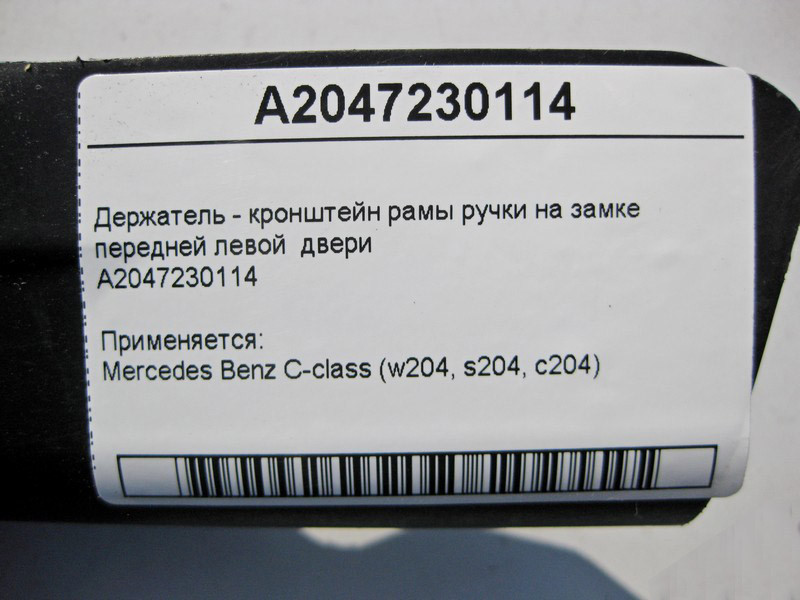 A2047230114
Держатель - кронштейн рамы ручки на замке
передней левой двери
A2047230114
Применяется:
Mercedes Benz C-class (w204, s204, c204)